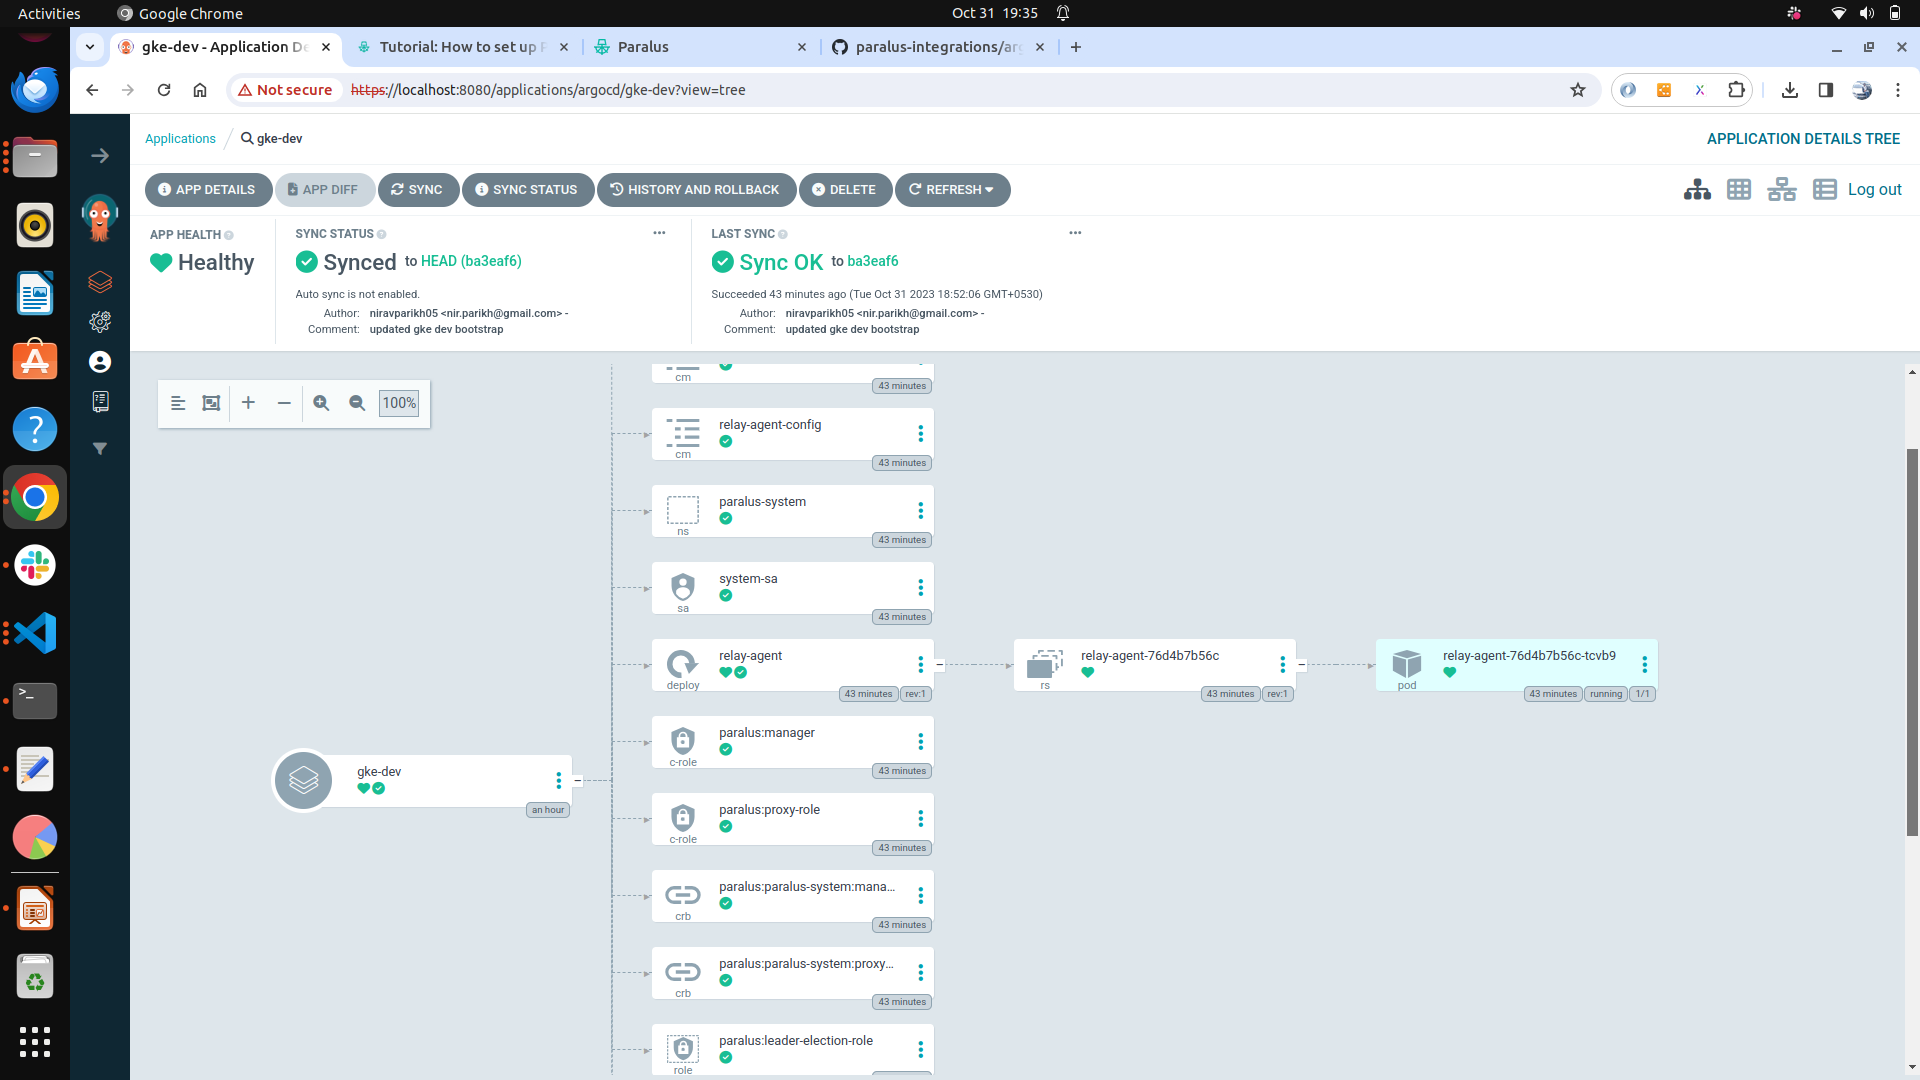 Activities
Google Chrome
Oct 31 19:35
gke-dev - Application De
Tutorial: How to set up P
Paralus
paralus-integrations/arg
Not secure
https://localhost:8080/applications/argocd/gke-dev?view=tree
Applications
gke-dev
APPLICATION DETAILS TREE
APP DETAILS
APP DIFF
SYNC
SYNC STATUS
HISTORY AND ROLLBACK
DELETE
REFRESH
Log out
APP HEALTH
Healthy
SYNC STATUS
Synced to HEAD (ba3eaf6)
Auto sync is not enabled.
Author: niravparikh05 <nir.parikh@gmail.com> -
Comment: updated gke dev bootstrap
LAST SYNC
Sync OK to ba3eaf6
Succeeded 43 minutes ago (Tue Oct 31 2023 18:52:06 GMT+0530)
Author: niravparikh05 <nir.parikh@gmail.com> -
Comment: updated gke dev bootstrap
100%
cm
43 minutes
relay-agent-config
cm
43 minutes
paralus-system
ns
43 minutes
system-sa
sa
43 minutes
relay-agent
deploy
43 minutes
rev:1
relay-agent-76d4b7b56c
rs
43 minutes
rev:1
relay-agent-76d4b7b56c-tcvb9
pod
43 minutes
running
1/1
paralus:manager
c-role
43 minutes
gke-dev
an hour
paralus:proxy-role
c-role
43 minutes
paralus:paralus-system:mana...
crb
43 minutes
paralus:paralus-system:proxy...
crb
43 minutes
paralus:leader-election-role
role